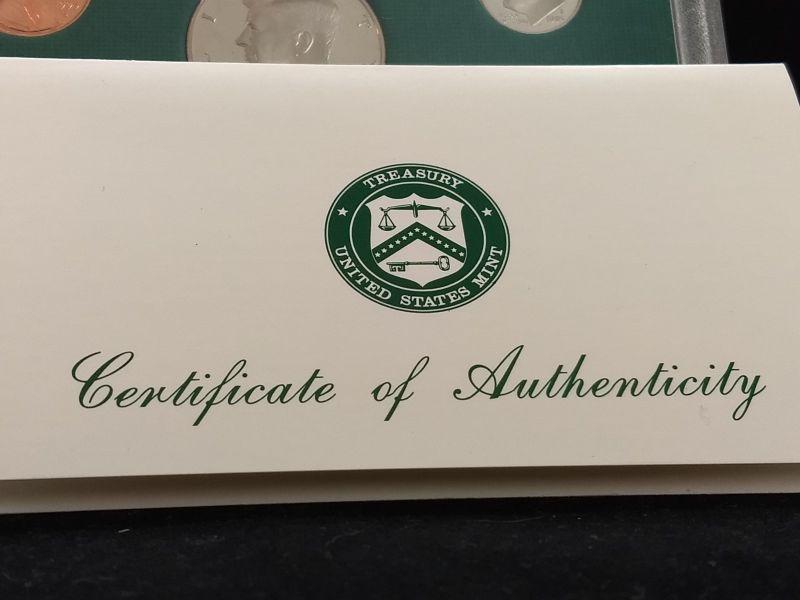 TREASURY
UNITED STATES MINT
Certificate of Authenticity